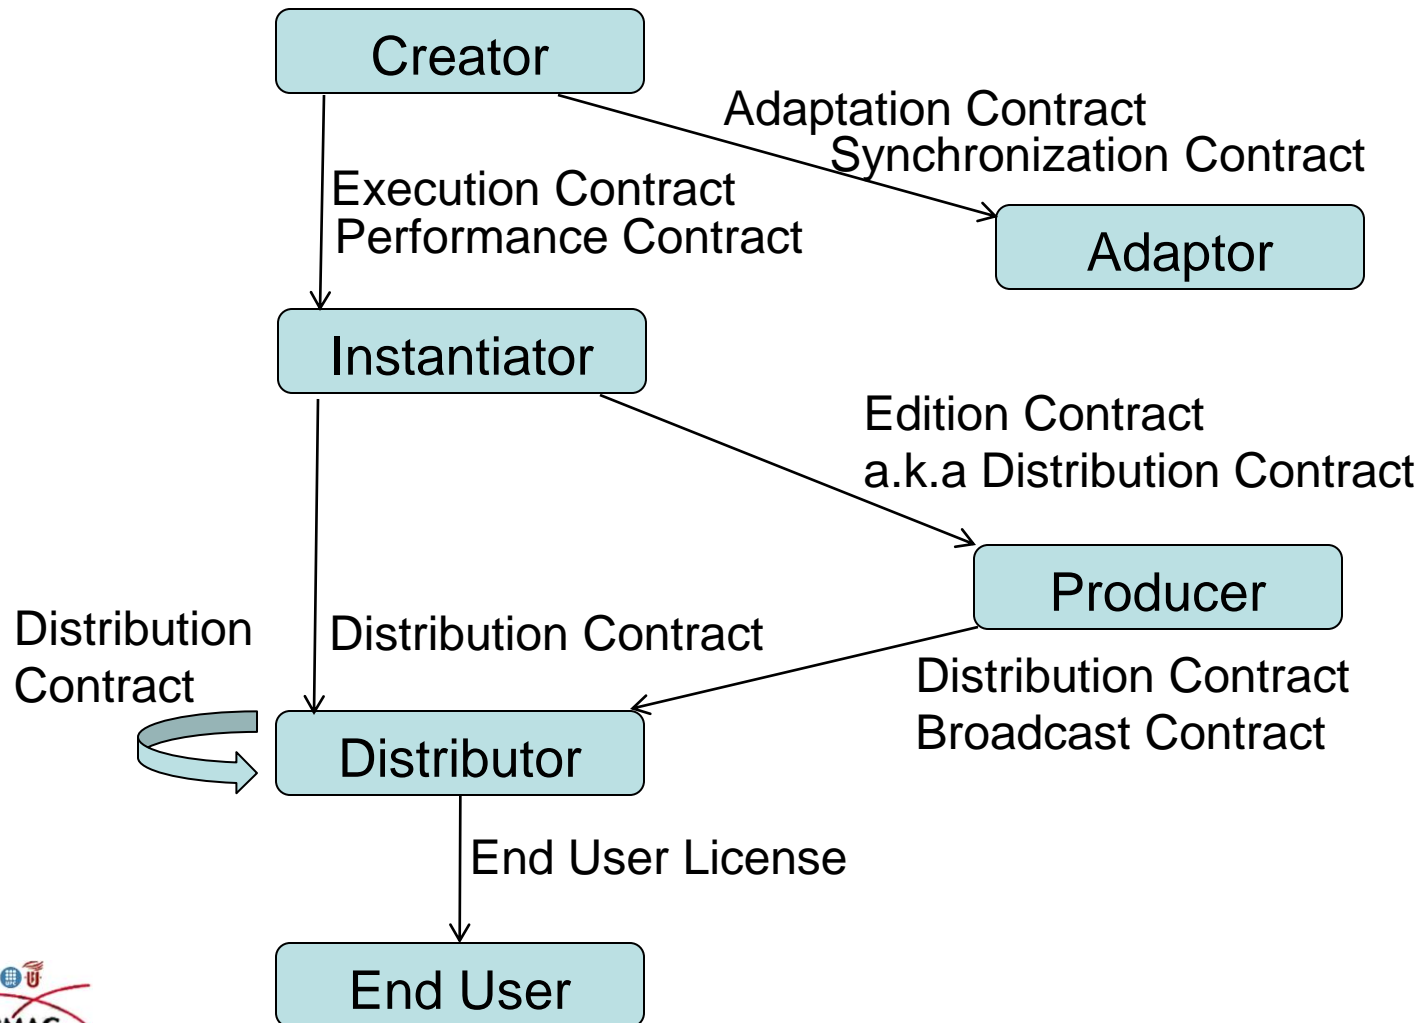 Creator
Adaptation Contract
Synchronization Contract
Execution Contract
Performance Contract
Adaptor
Instantiator
Edition Contract
a.k.a Distribution Contract
Producer
Distribution
Contract
Distribution Contract
Distribution Contract
Broadcast Contract
Distributor
End User License
End User